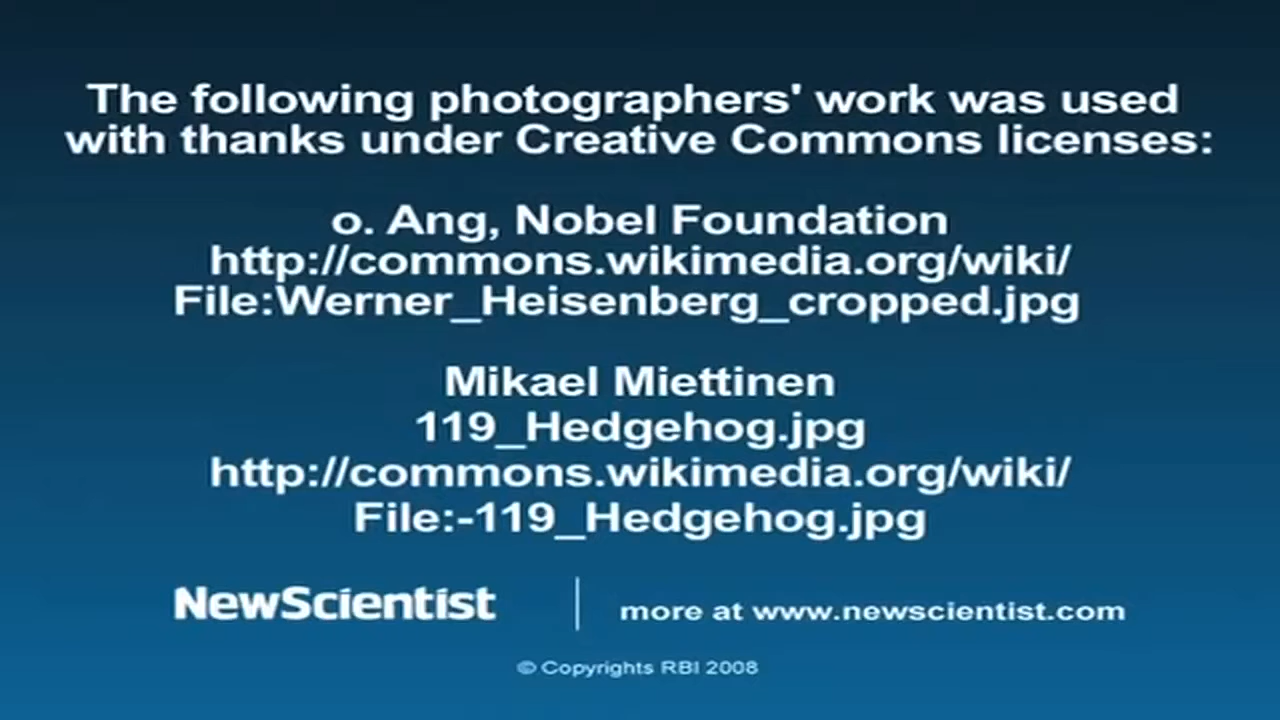 The following photographers' work was used
with thanks under Creative Commons licenses:
o. Ang, Nobel Foundation
http://commons.wikimedia.org/wiki/
File:Werner_Heisenberg_cropped.jpg
Mikael Miettinen
119_Hedgehog.jpg
http://commons.wikimedia.org/wiki/
File:-119_Hedgehog.jpg
NewScientist
more at www.newscientist.com
© Copyrights RBI 2008